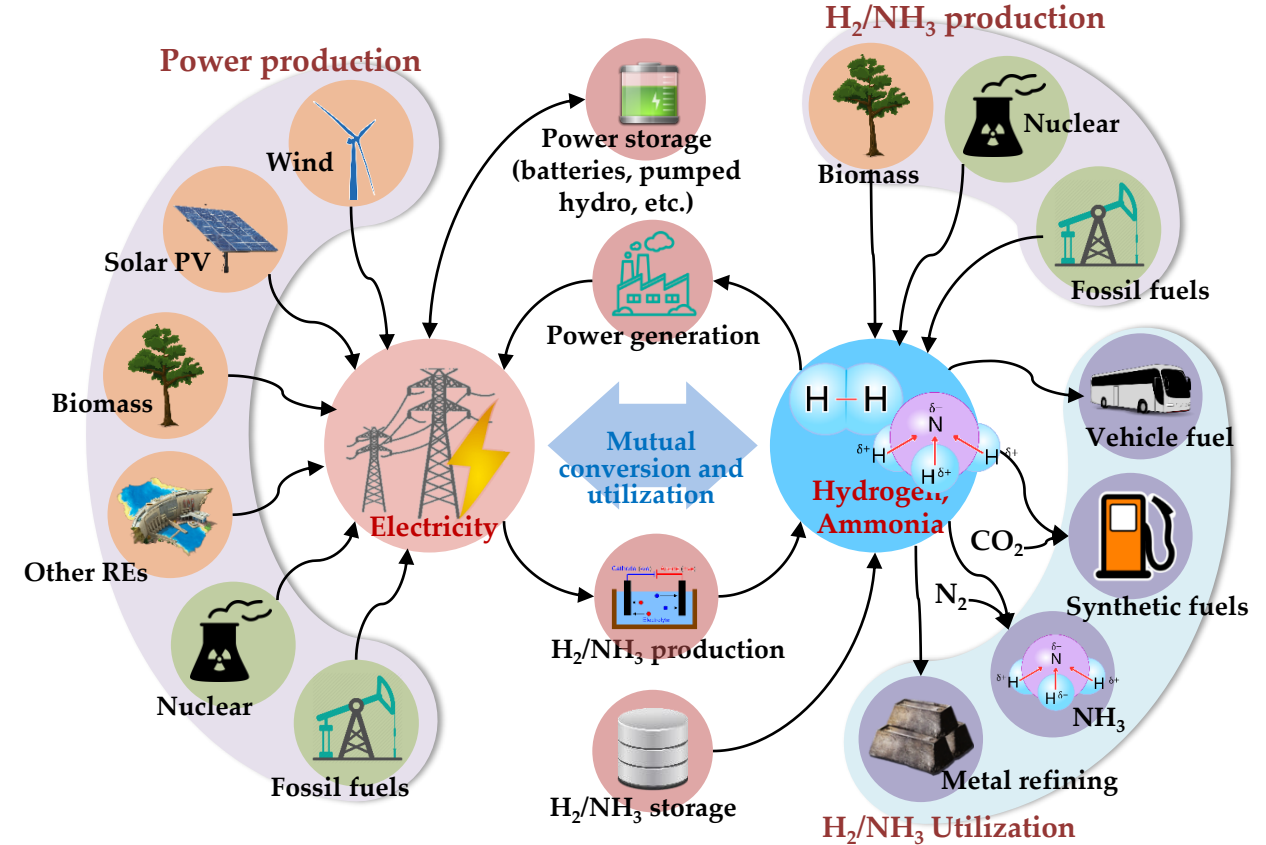 H₂/NH₃ production
Power production
Wind
Solar PV
Biomass
Other REs
Nuclear
Fossil fuels
Power storage
(batteries, pumped
hydro, etc.)
Power generation
Electricity
Mutual
conversion and
utilization
Cathode
Electrolyte
H₂/NH₃ production
H₂/NH₃ storage
Biomass
Nuclear
Fossil fuels
H – H
δ−
N
δ+ H
H δ+
H δ+
Hydrogen,
Ammonia
Vehicle fuel
CO₂
Synthetic fuels
N₂
δ−
N
δ+ H
H δ+
H δ−
NH₃
Metal refining
H₂/NH₃ Utilization